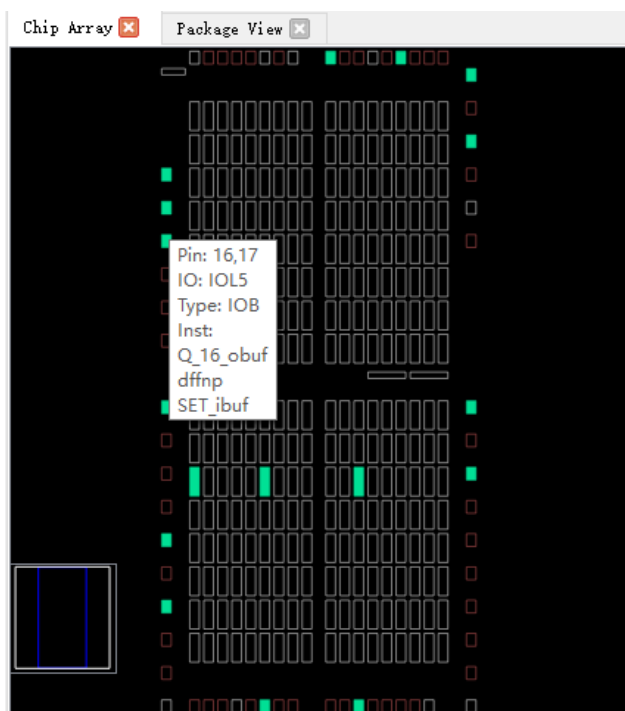 Chip Array
Package View
Pin: 16,17
IO: IOL5
Type: IOB
Inst:
Q_16_obuf
dffnp
SET_ibuf